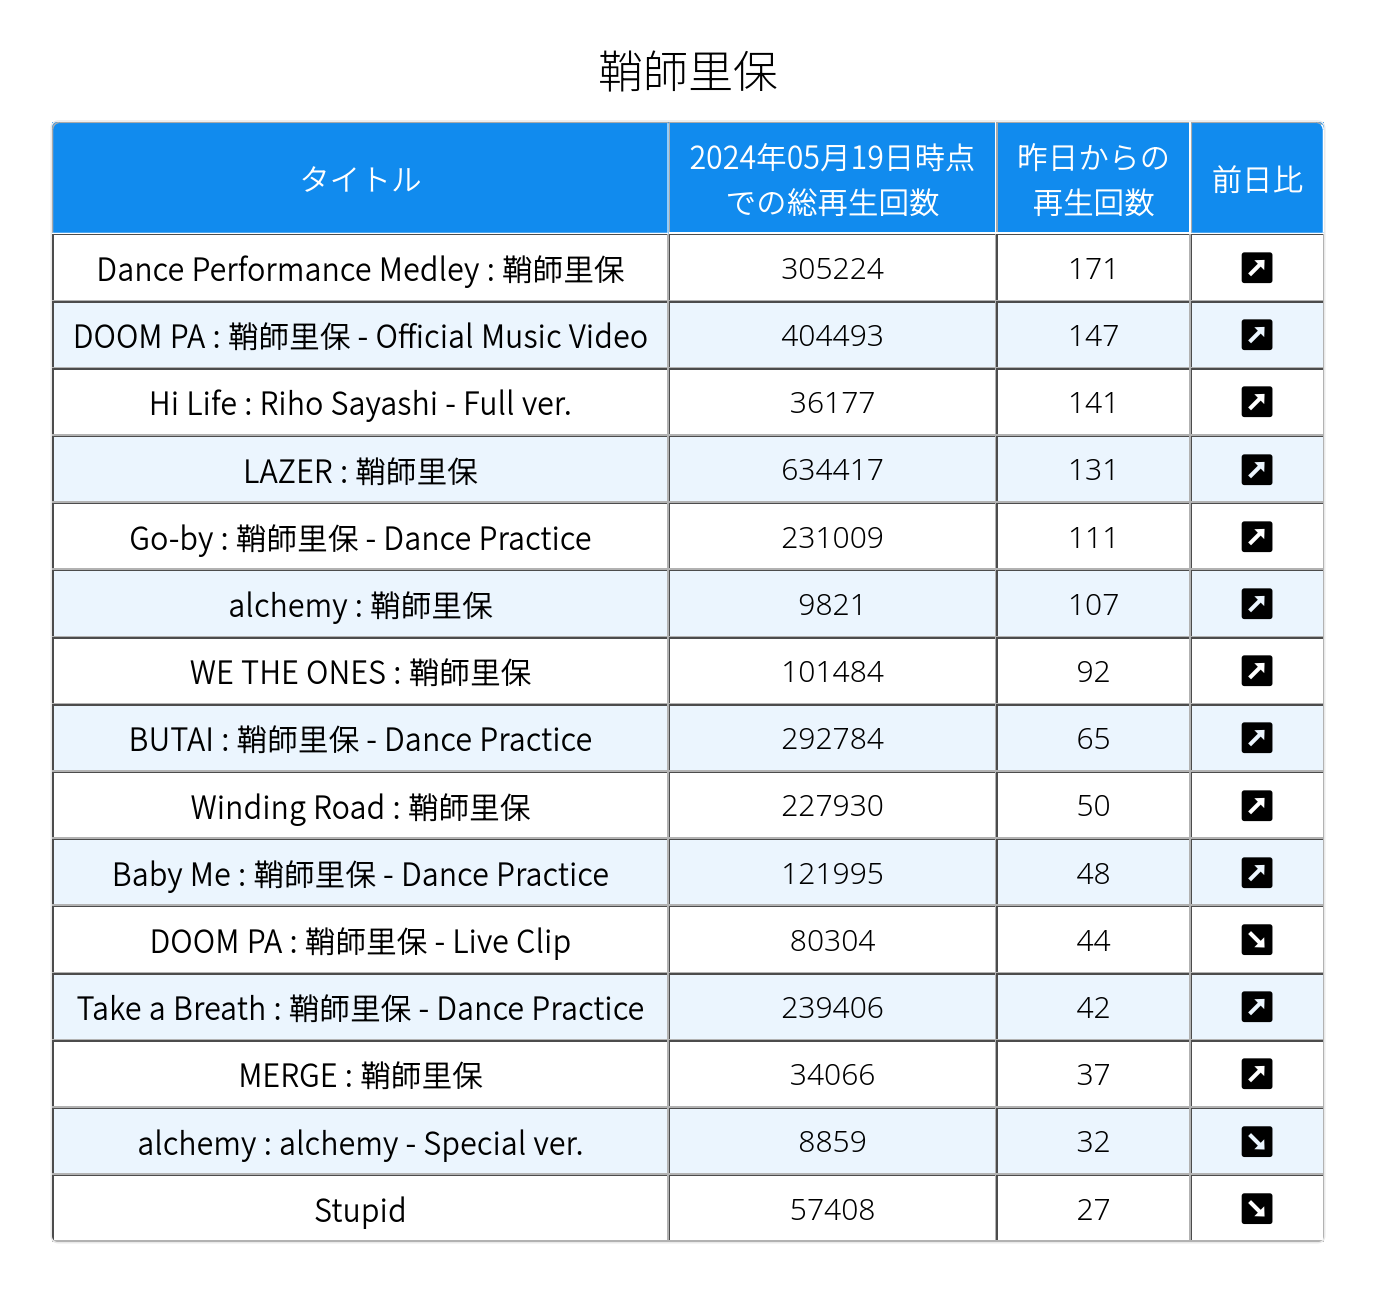 鞘師里保
タイトル
2024年05月19日時点
での総再生回数
昨日からの
再生回数
前日比
Dance Performance Medley : 鞘師里保 305224 171 ↗
DOOM PA : 鞘師里保 - Official Music Video 404493 147 ↗
Hi Life : Riho Sayashi - Full ver. 36177 141 ↗
LAZER : 鞘師里保 634417 131 ↗
Go-by : 鞘師里保 - Dance Practice 231009 111 ↗
alchemy : 鞘師里保 9821 107 ↗
WE THE ONES : 鞘師里保 101484 92 ↗
BUTAI : 鞘師里保 - Dance Practice 292784 65 ↗
Winding Road : 鞘師里保 227930 50 ↗
Baby Me : 鞘師里保 - Dance Practice 121995 48 ↗
DOOM PA : 鞘師里保 - Live Clip 80304 44 ↘
Take a Breath : 鞘師里保 - Dance Practice 239406 42 ↗
MERGE : 鞘師里保 34066 37 ↗
alchemy : alchemy - Special ver. 8859 32 ↘
Stupid 57408 27 ↘